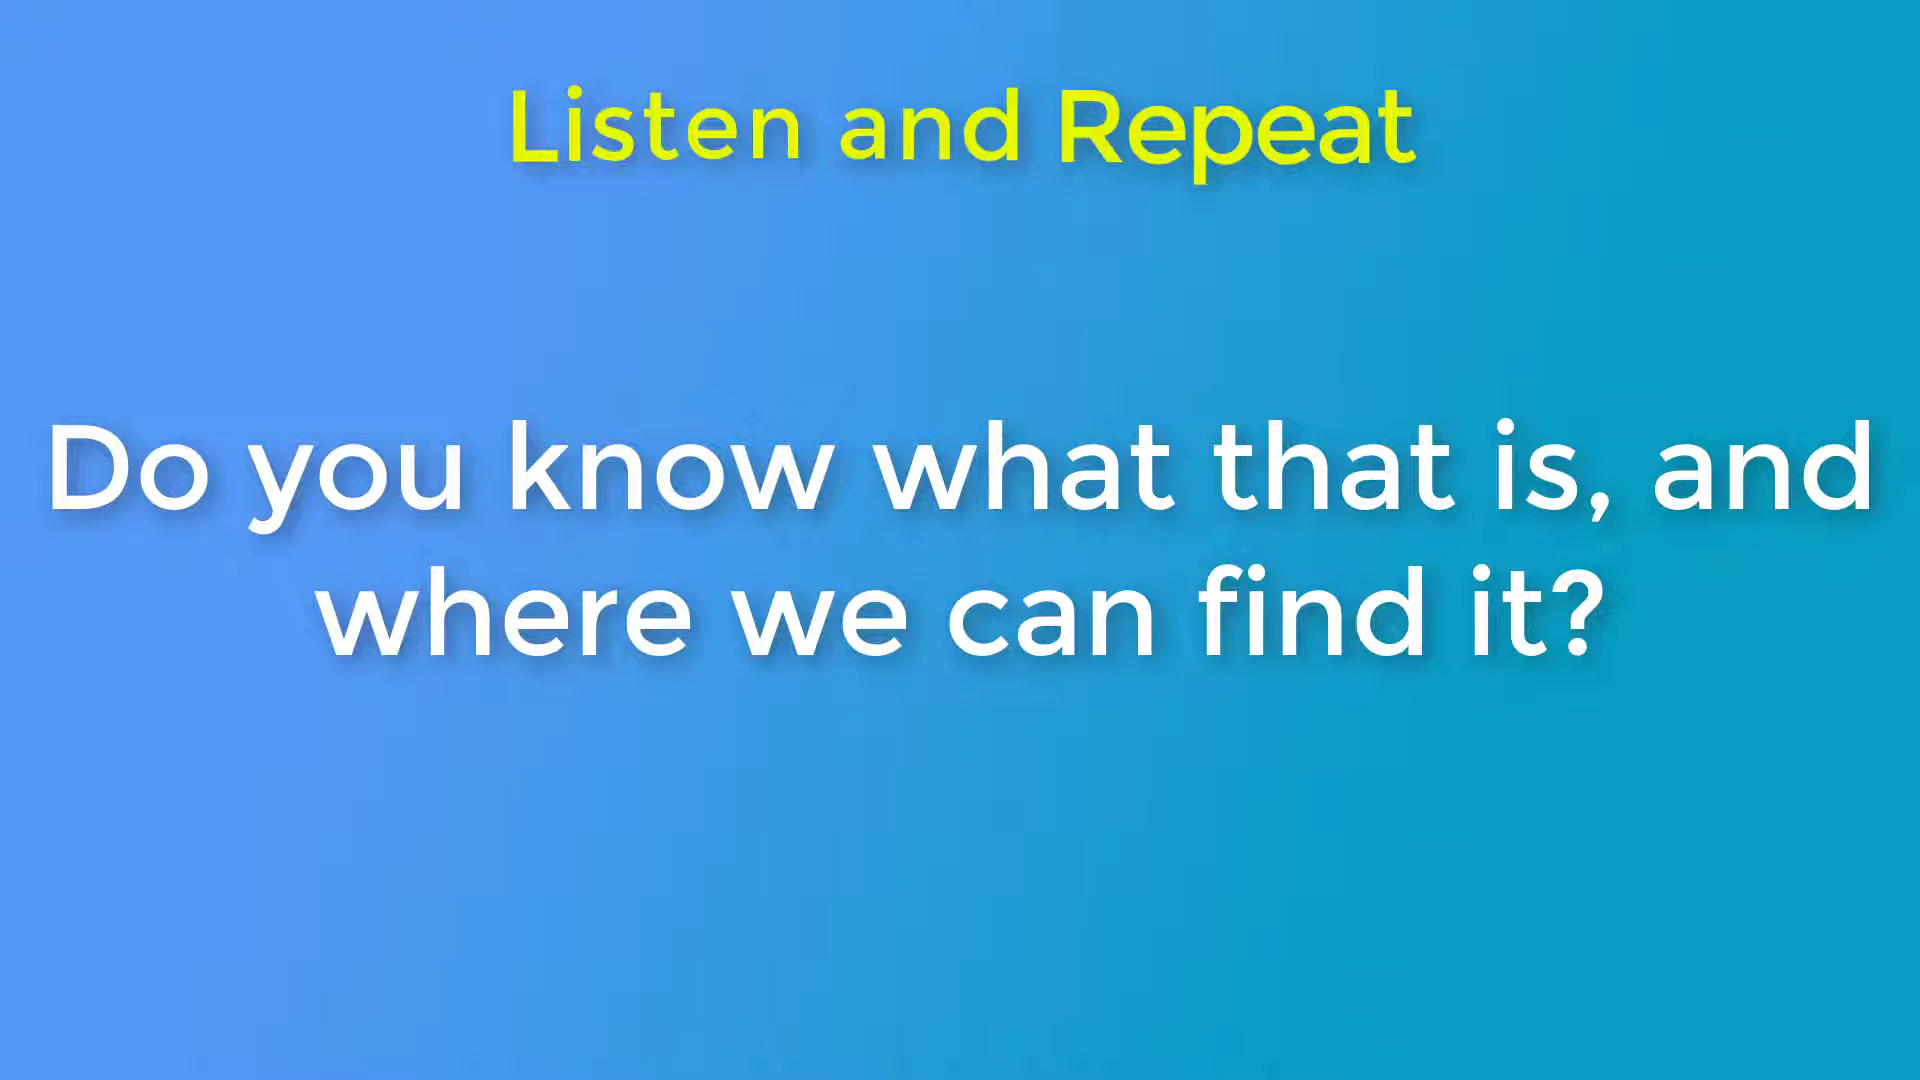 Listen and Repeat
Do you know what that is, and
where we can find it?